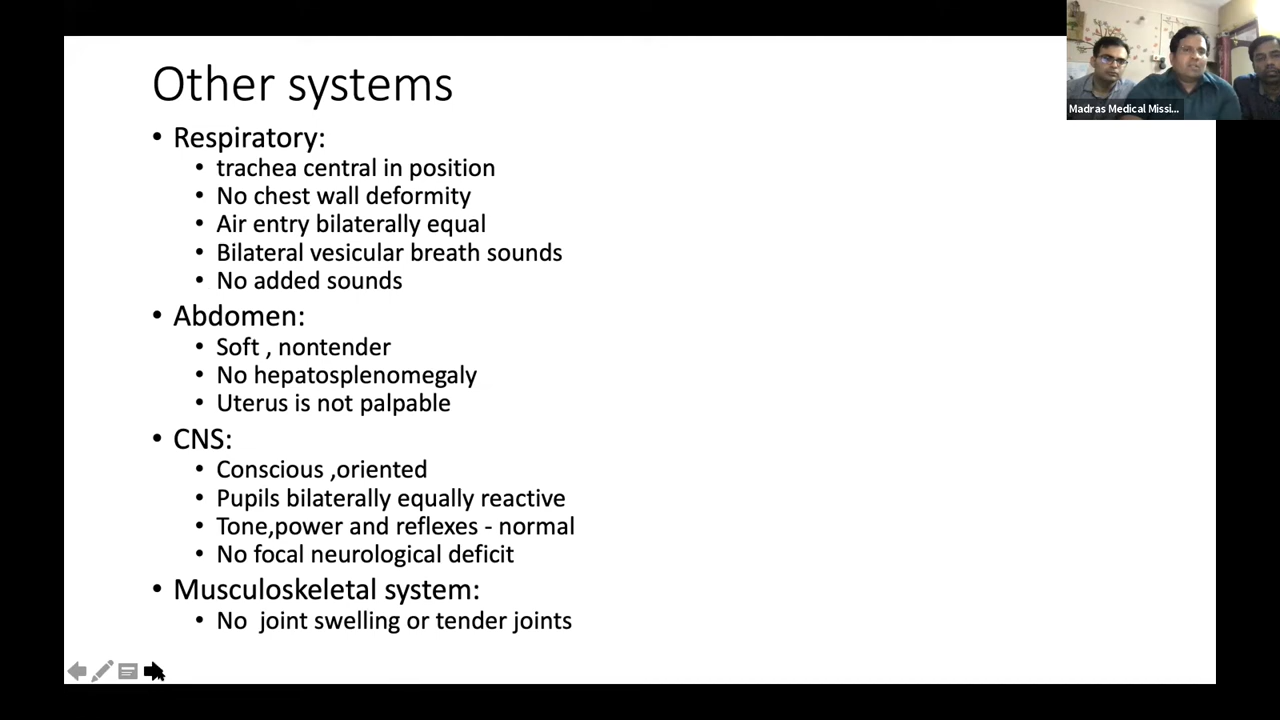 Other systems
• Respiratory:
• trachea central in position
• No chest wall deformity
• Air entry bilaterally equal
• Bilateral vesicular breath sounds
• No added sounds
• Abdomen:
• Soft , nontender
• No hepatosplenomegaly
• Uterus is not palpable
• CNS:
• Conscious ,oriented
• Pupils bilaterally equally reactive
• Tone,power and reflexes - normal
• No focal neurological deficit
• Musculoskeletal system:
• No  joint swelling or tender joints
Madras Medical Missi...